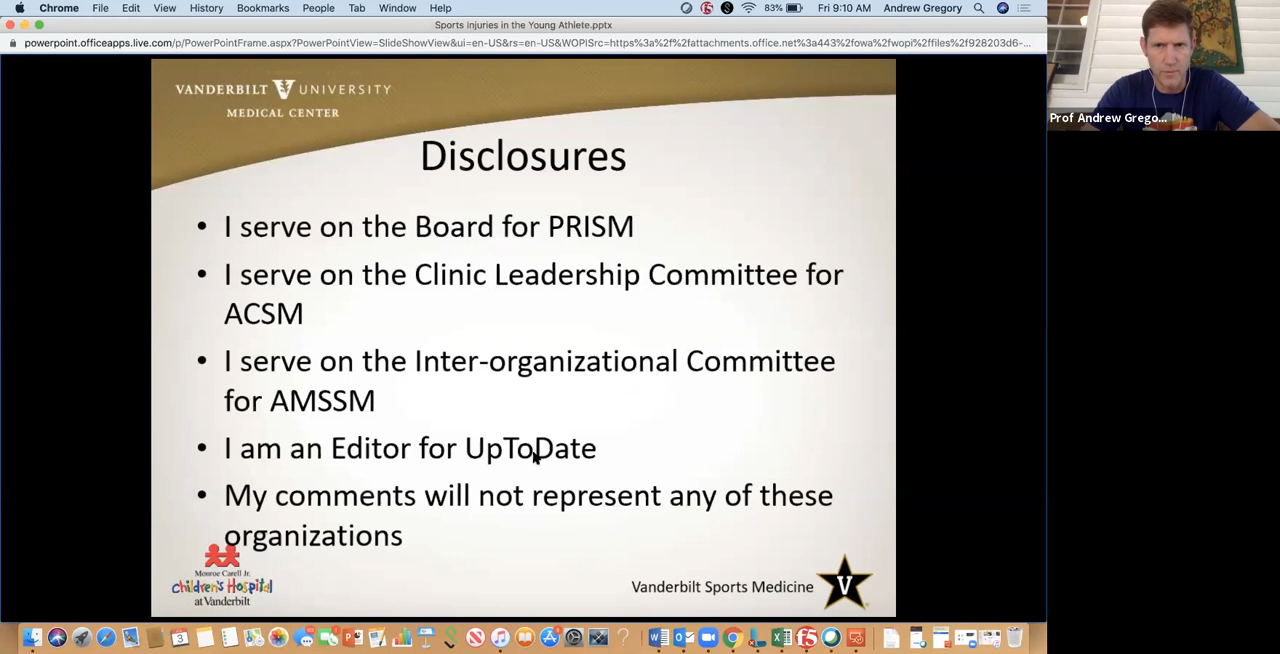 Chrome File Edit View History Bookmarks People Tab Window Help 83% Fri 9:10 AM Andrew Gregory
Sports Injuries in the Young Athlete.pptx
powerpoint.officeapps.live.com/p/PowerPointFrame.aspx?PowerPointView=SlideShowView&ui=en-US&rs=en-US&WOPISrc=https%3a%2f%2fattachments.office.net%3a443%2fowa%2fwopi%2ffiles%2f928203d6-...
Prof Andrew Grego...
VANDERBILT V UNIVERSITY
MEDICAL CENTER
Disclosures
• I serve on the Board for PRISM
• I serve on the Clinic Leadership Committee for
ACSM
• I serve on the Inter-organizational Committee
for AMSSM
• I am an Editor for UpToDate
• My comments will not represent any of these
organizations
Monroe Carell Jr.
Children's Hospital
at Vanderbilt
Vanderbilt Sports Medicine
V